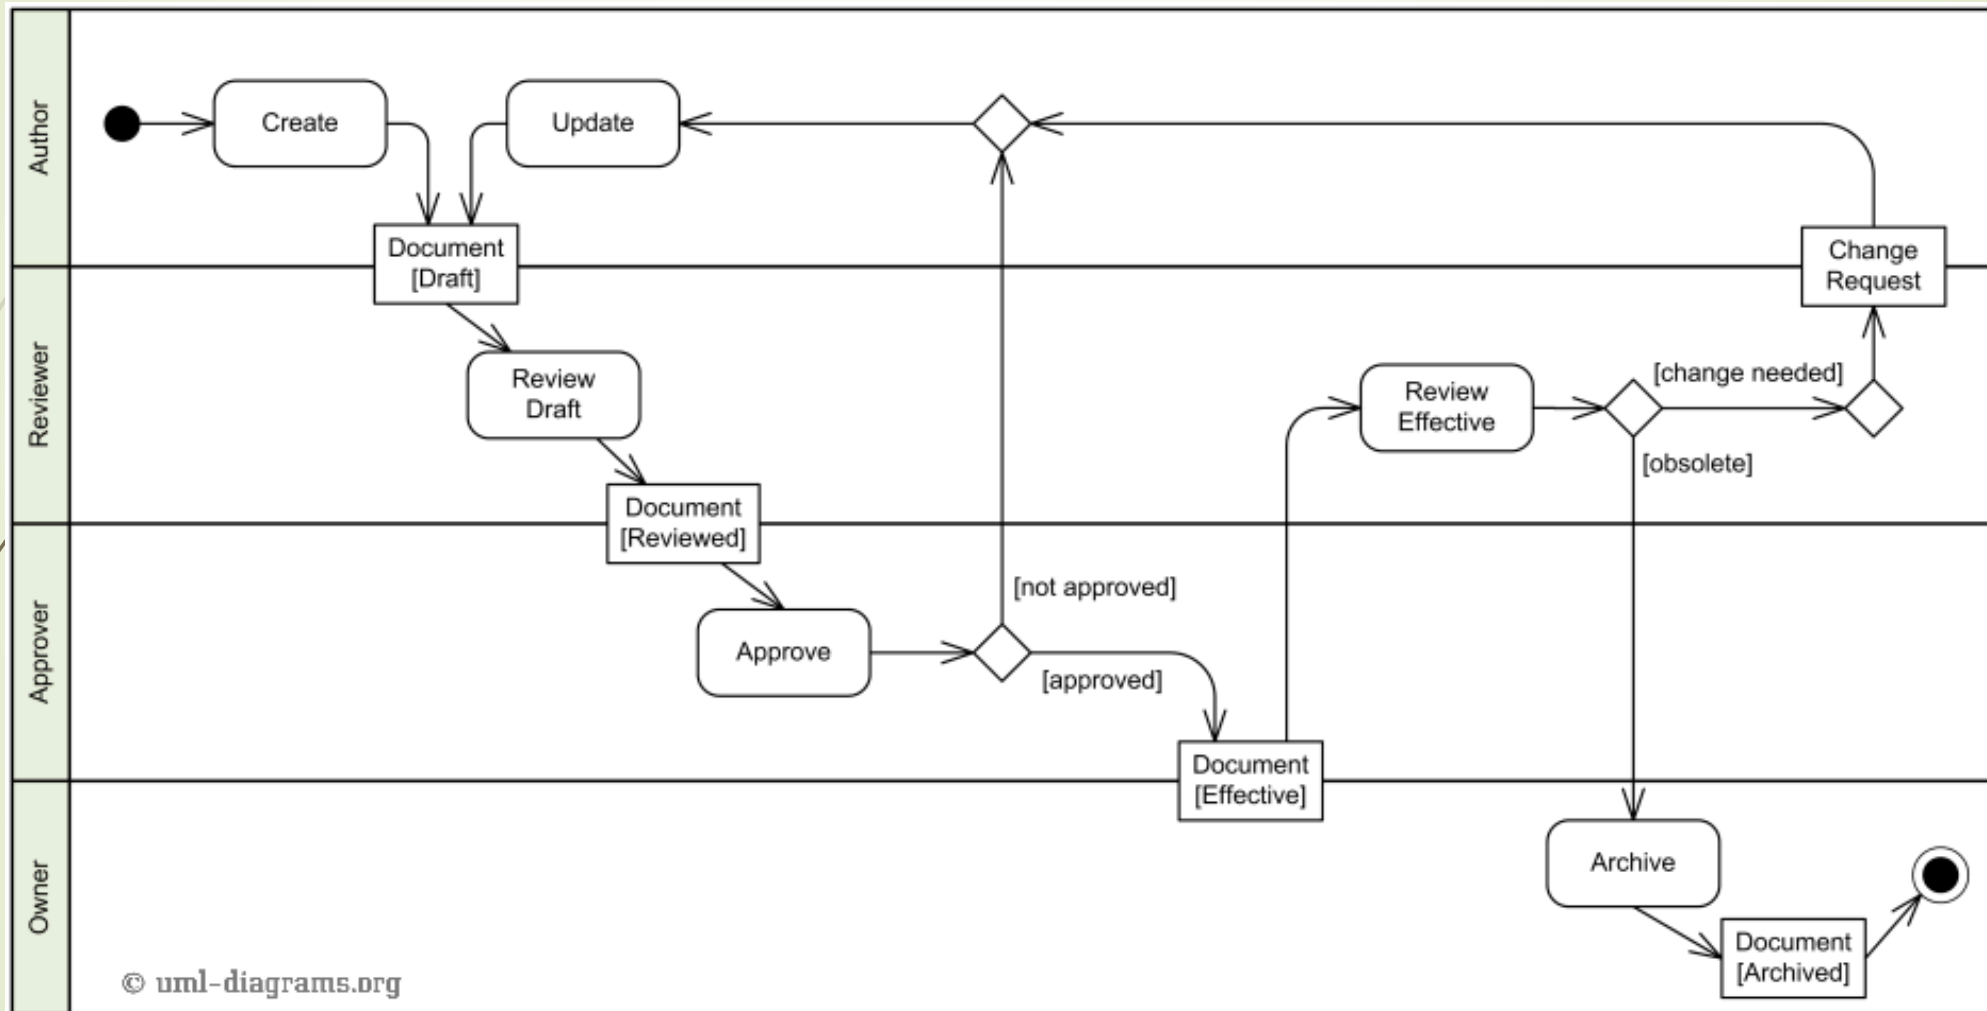 Author
Create
Update
Document
[Draft]
Change
Request
Reviewer
Review
Draft
Review
Effective
[change needed]
[obsolete]
Document
[Reviewed]
Approver
[not approved]
Approve
[approved]
Document
[Effective]
Owner
Archive
Document
[Archived]
© uml-diagrams.org